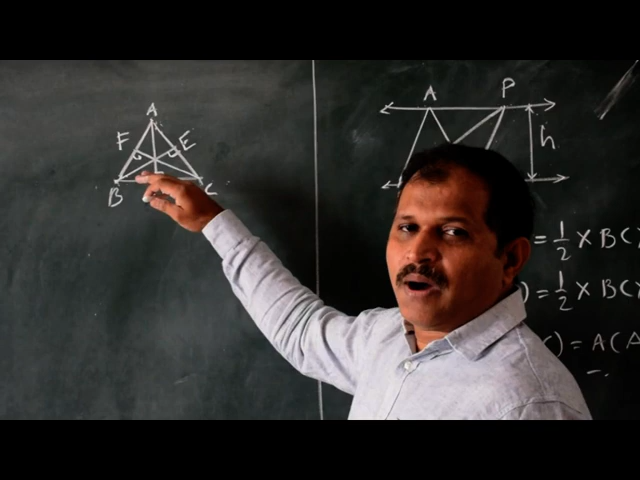 A
F E
B C
A P
h
= 1/2 × BC ×
) = 1/2 × BC ×
C) = A(A